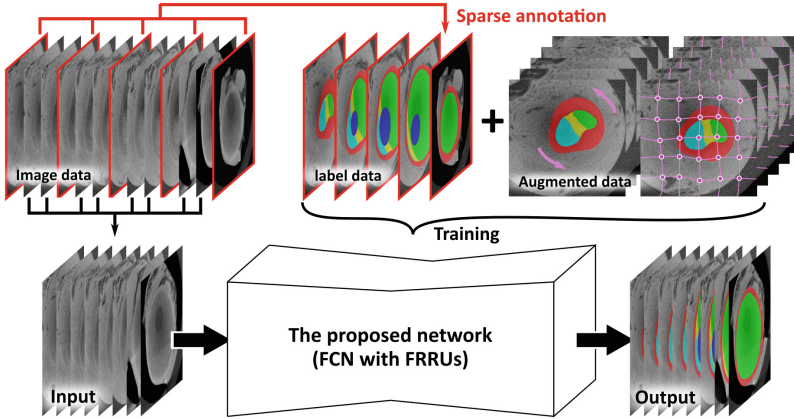 Sparse annotation
Image data
label data
+
Augmented data
Training
The proposed network
(FCN with FRRUs)
Input
Output